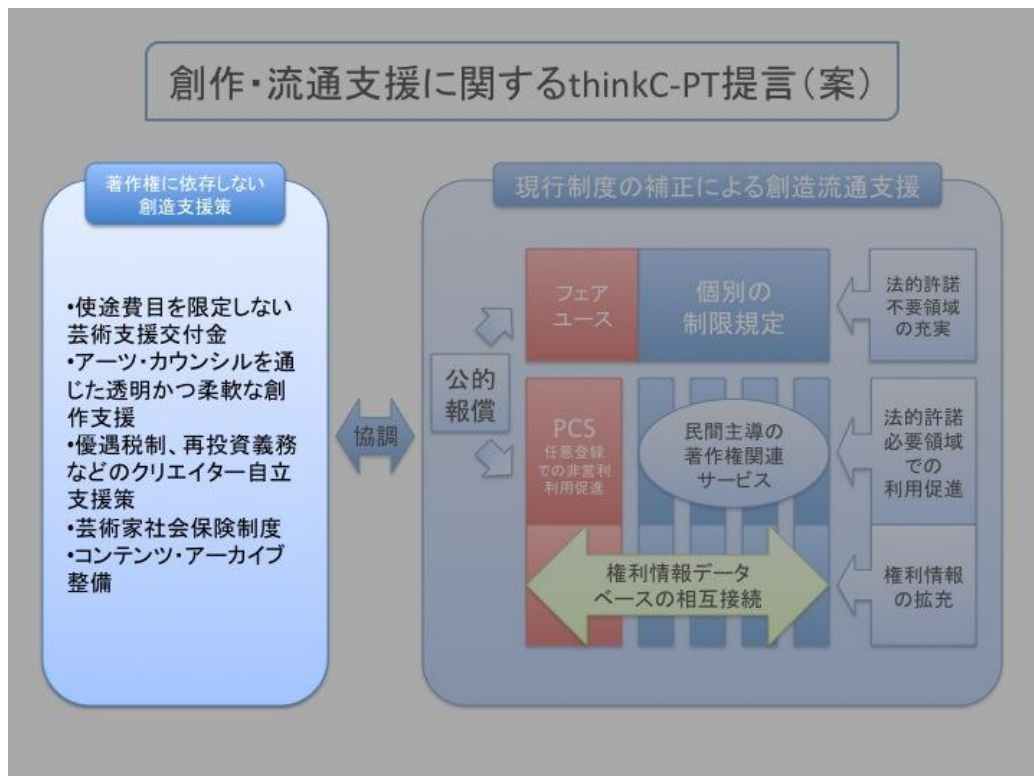 創作・流通支援に関するthinkC-PT提言（案）
著作権に依存しない
創造支援策
•使途費目を限定しない
芸術支援交付金
•アーツ・カウンシルを通
じた透明かつ柔軟な創
作支援
•優遇税制、再投資義務
などのクリエイター自立
支援策
•芸術家社会保険制度
•コンテンツ・アーカイブ
整備
協調
現行制度の補正による創造流通支援
公的
報償
フェア
ユース
個別の
制限規定
法的許諾
不要領域
の充実
PCS
任意登録
での非営利
利用促進
民間主導の
著作権関連
サービス
法的許諾
必要領域
での
利用促進
権利情報データ
ベースの相互接続
権利情報
の拡充